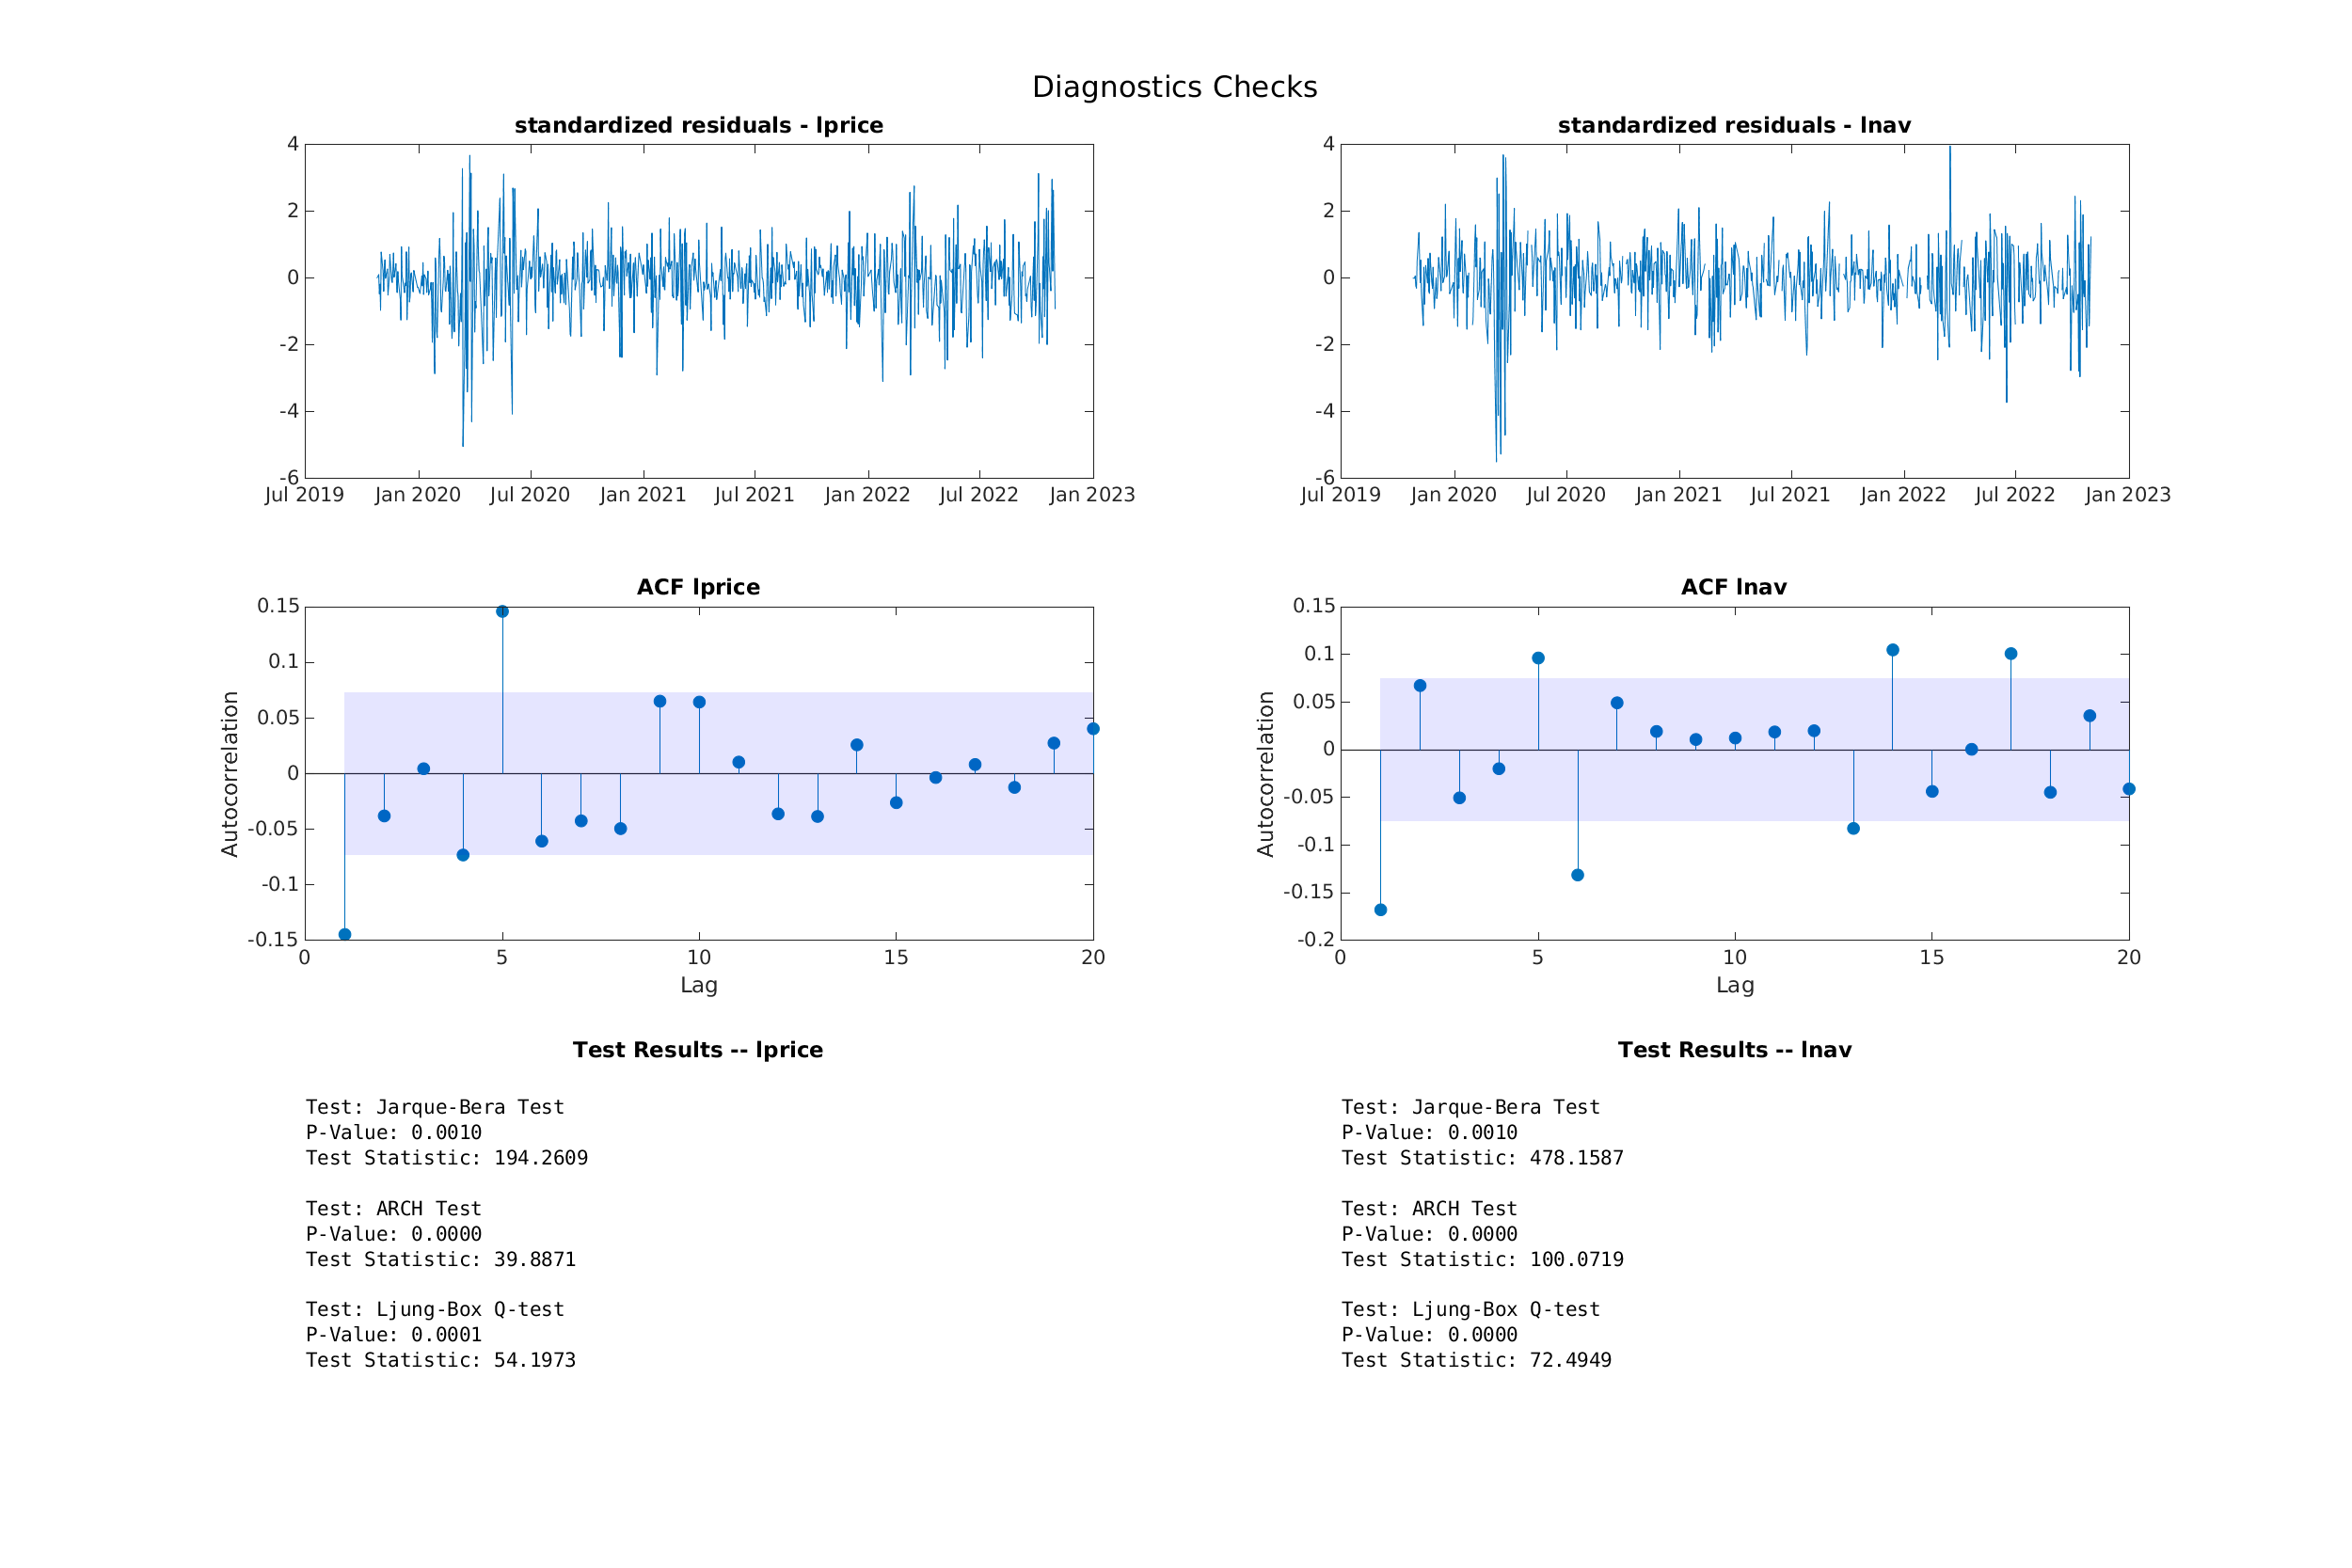 Diagnostics Checks
standardized residuals - lprice
4
2
0
-2
-4
-6
Jul 2019 Jan 2020 Jul 2020 Jan 2021 Jul 2021 Jan 2022 Jul 2022 Jan 2023
standardized residuals - lnav
4
2
0
-2
-4
-6
Jul 2019 Jan 2020 Jul 2020 Jan 2021 Jul 2021 Jan 2022 Jul 2022 Jan 2023
ACF lprice
Autocorrelation
0.15
0.1
0.05
0
-0.05
-0.1
-0.15
0 5 10 15 20
Lag
ACF lnav
Autocorrelation
0.15
0.1
0.05
0
-0.05
-0.1
-0.15
-0.2
0 5 10 15 20
Lag
Test Results -- lprice
Test: Jarque-Bera Test
P-Value: 0.0010
Test Statistic: 194.2609
Test: ARCH Test
P-Value: 0.0000
Test Statistic: 39.8871
Test: Ljung-Box Q-test
P-Value: 0.0001
Test Statistic: 54.1973
Test Results -- lnav
Test: Jarque-Bera Test
P-Value: 0.0010
Test Statistic: 478.1587
Test: ARCH Test
P-Value: 0.0000
Test Statistic: 100.0719
Test: Ljung-Box Q-test
P-Value: 0.0000
Test Statistic: 72.4949